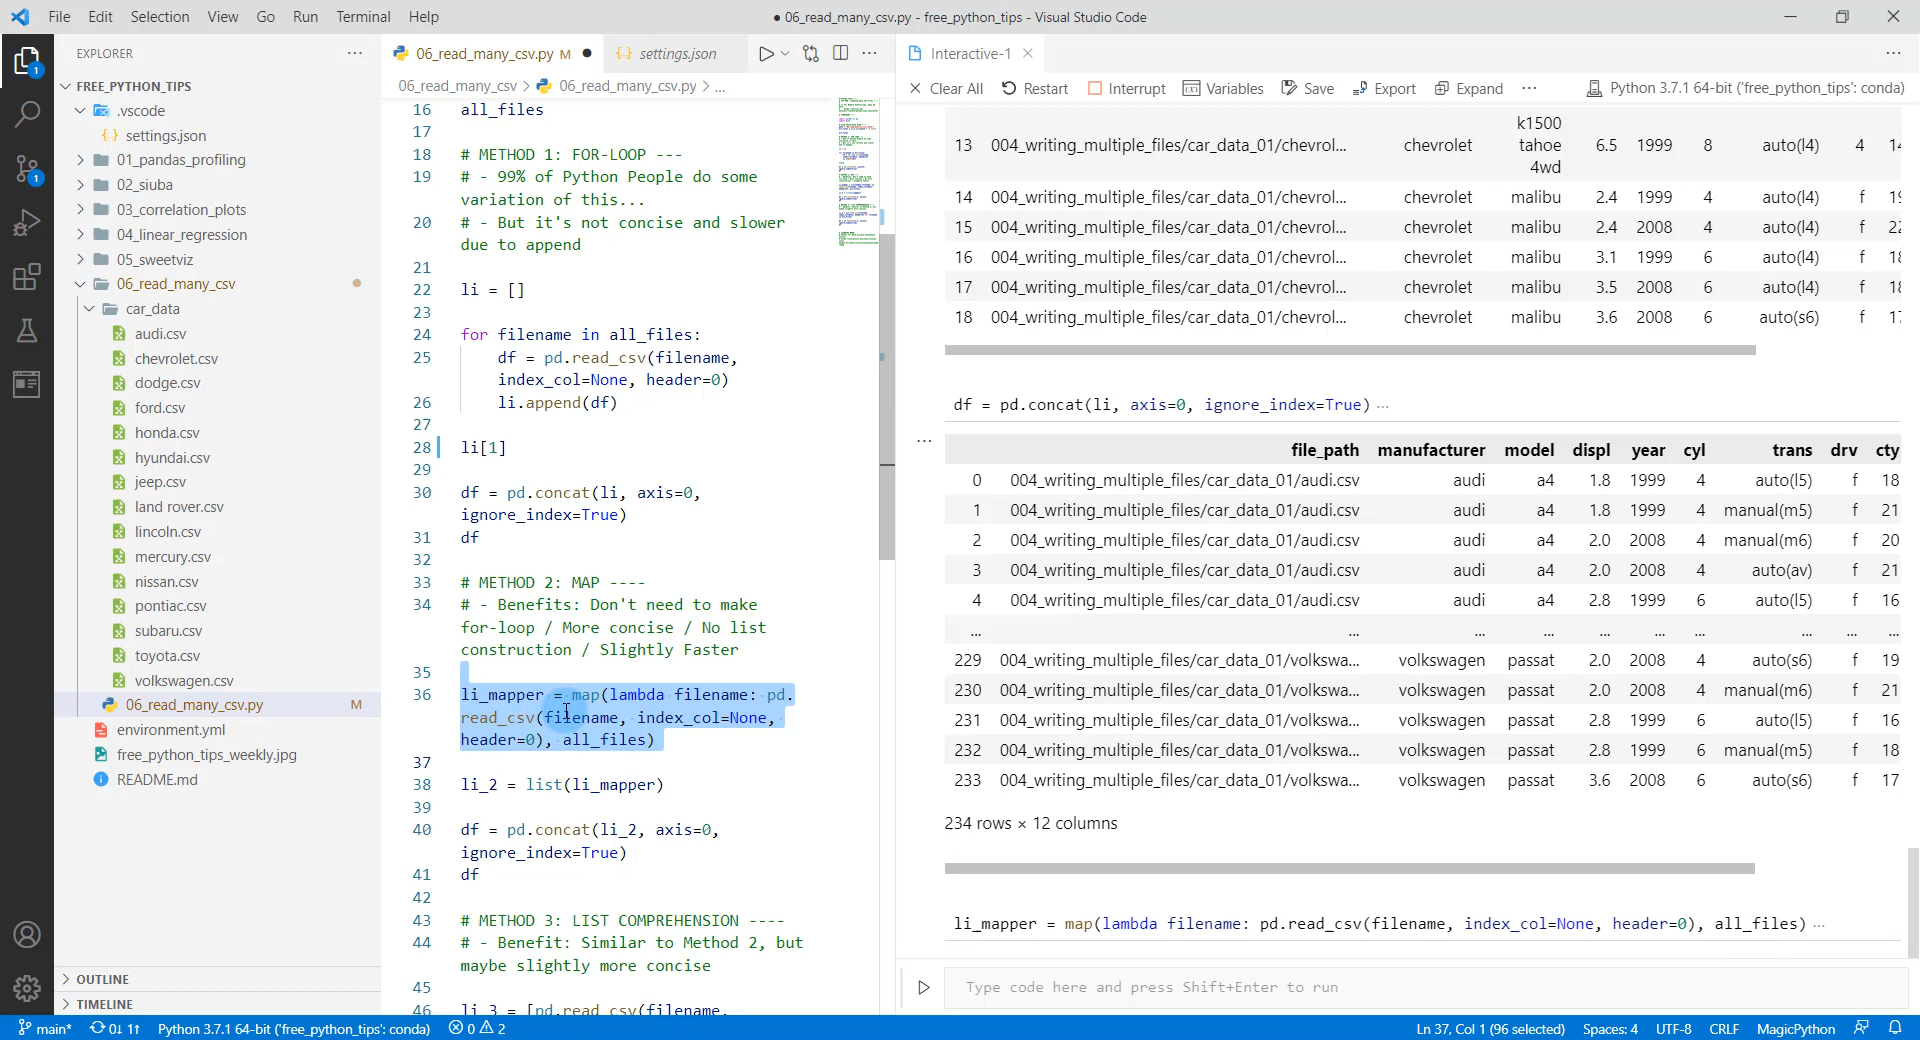 File Edit Selection View Go Run Terminal Help
● 06_read_many_csv.py - free_python_tips - Visual Studio Code
EXPLORER
FREE_PYTHON_TIPS
.vscode
settings.json
01_pandas_profiling
02_siuba
03_correlation_plots
04_linear_regression
05_sweetviz
06_read_many_csv
car_data
audi.csv
chevrolet.csv
dodge.csv
ford.csv
honda.csv
hyundai.csv
jeep.csv
land rover.csv
lincoln.csv
mercury.csv
nissan.csv
pontiac.csv
subaru.csv
toyota.csv
volkswagen.csv
06_read_many_csv.py M
environment.yml
free_python_tips_weekly.jpg
README.md
OUTLINE
TIMELINE
1
1
06_read_many_csv.py M ●
settings.json
06_read_many_csv > 06_read_many_csv.py > ...
16 all_files
17
18 # METHOD 1: FOR-LOOP ---
19 # - 99% of Python People do some
variation of this...
20 # - But it's not concise and slower
due to append
21
22 li = []
23
24 for filename in all_files:
25 df = pd.read_csv(filename,
index_col=None, header=0)
26 li.append(df)
27
28 li[1]
29
30 df = pd.concat(li, axis=0,
ignore_index=True)
31 df
32
33 # METHOD 2: MAP ----
34 # - Benefits: Don't need to make
for-loop / More concise / No list
construction / Slightly Faster
35
36 li_mapper = map(lambda filename: pd.
read_csv(filename, index_col=None,
header=0), all_files)
37
38 li_2 = list(li_mapper)
39
40 df = pd.concat(li_2, axis=0,
ignore_index=True)
41 df
42
43 # METHOD 3: LIST COMPREHENSION ----
44 # - Benefit: Similar to Method 2, but
maybe slightly more concise
45
46 li_3 = [pd.read_csv(filename,
Interactive-1
Clear All Restart Interrupt Variables Save Export Expand ... Python 3.7.1 64-bit ('free_python_tips': conda)
13 004_writing_multiple_files/car_data_01/chevrol... chevrolet k1500 tahoe 4wd 6.5 1999 8 auto(l4) 4 14
14 004_writing_multiple_files/car_data_01/chevrol... chevrolet malibu 2.4 1999 4 auto(l4) f 19
15 004_writing_multiple_files/car_data_01/chevrol... chevrolet malibu 2.4 2008 4 auto(l4) f 22
16 004_writing_multiple_files/car_data_01/chevrol... chevrolet malibu 3.1 1999 6 auto(l4) f 18
17 004_writing_multiple_files/car_data_01/chevrol... chevrolet malibu 3.5 2008 6 auto(l4) f 18
18 004_writing_multiple_files/car_data_01/chevrol... chevrolet malibu 3.6 2008 6 auto(s6) f 17
df = pd.concat(li, axis=0, ignore_index=True) ...
file_path manufacturer model displ year cyl trans drv cty
0 004_writing_multiple_files/car_data_01/audi.csv audi a4 1.8 1999 4 auto(l5) f 18
1 004_writing_multiple_files/car_data_01/audi.csv audi a4 1.8 1999 4 manual(m5) f 21
2 004_writing_multiple_files/car_data_01/audi.csv audi a4 2.0 2008 4 manual(m6) f 20
3 004_writing_multiple_files/car_data_01/audi.csv audi a4 2.0 2008 4 auto(av) f 21
4 004_writing_multiple_files/car_data_01/audi.csv audi a4 2.8 1999 6 auto(l5) f 16
... ... ... ... ... ... ... ... ... ...
229 004_writing_multiple_files/car_data_01/volkswa... volkswagen passat 2.0 2008 4 auto(s6) f 19
230 004_writing_multiple_files/car_data_01/volkswa... volkswagen passat 2.0 2008 4 manual(m6) f 21
231 004_writing_multiple_files/car_data_01/volkswa... volkswagen passat 2.8 1999 6 auto(l5) f 16
232 004_writing_multiple_files/car_data_01/volkswa... volkswagen passat 2.8 1999 6 manual(m5) f 18
233 004_writing_multiple_files/car_data_01/volkswa... volkswagen passat 3.6 2008 6 auto(s6) f 17
234 rows × 12 columns
li_mapper = map(lambda filename: pd.read_csv(filename, index_col=None, header=0), all_files) ...
Type code here and press Shift+Enter to run
main* 0↓ 1↑ Python 3.7.1 64-bit ('free_python_tips': conda) 0 2
Ln 37, Col 1 (96 selected) Spaces: 4 UTF-8 CRLF MagicPython